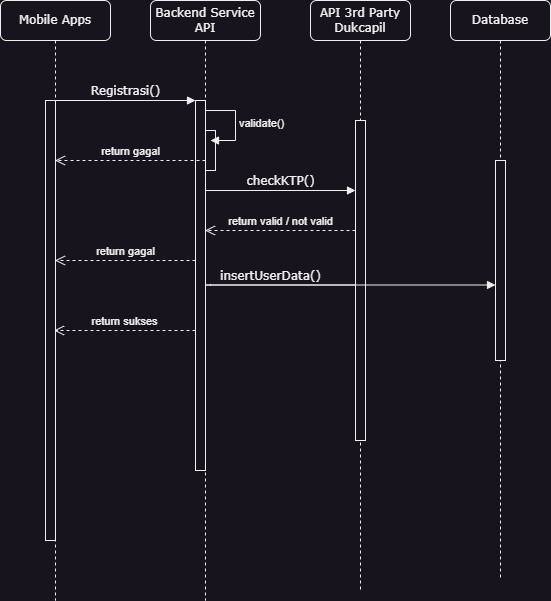 Mobile Apps
Backend Service
API
API 3rd Party
Dukcapil
Database
Registrasi()
validate()
return gagal
checkKTP()
return valid / not valid
return gagal
insertUserData()
return sukses